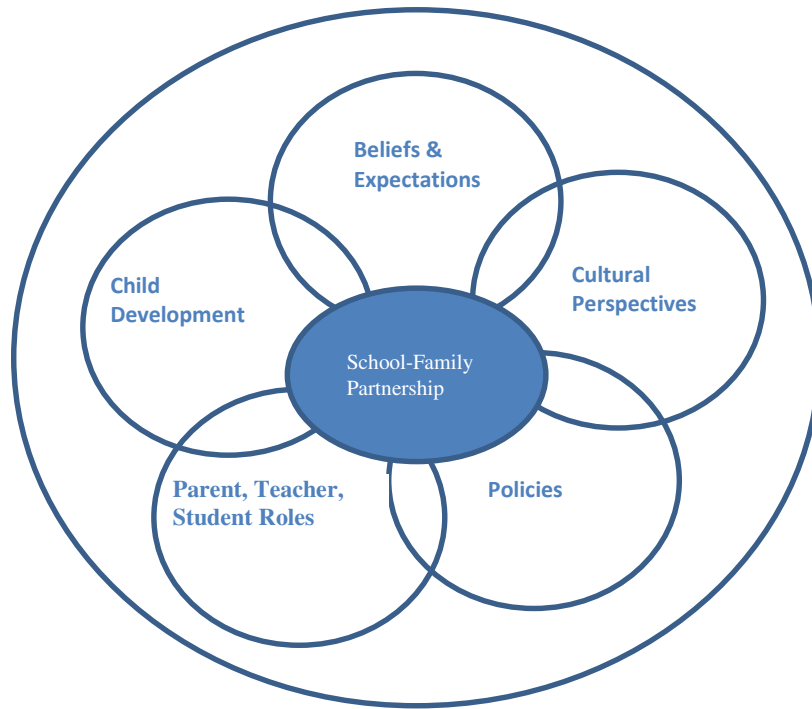 Beliefs &
Expectations
Cultural
Perspectives
Child
Development
School-Family
Partnership
Parent, Teacher,
Student Roles
Policies